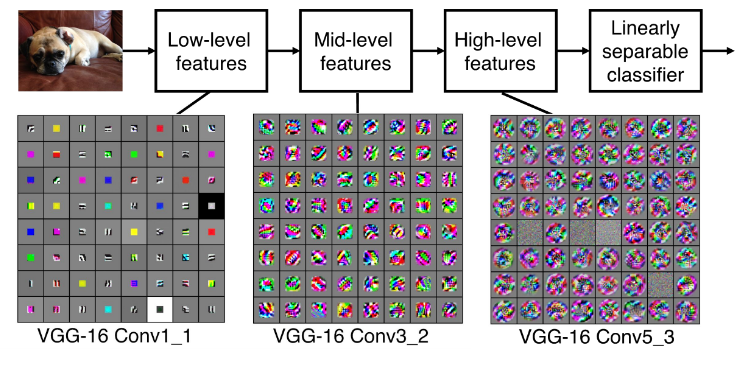 Low-level
features
Mid-level
features
High-level
features
Linearly
separable
classifier
VGG-16 Conv1_1
VGG-16 Conv3_2
VGG-16 Conv5_3